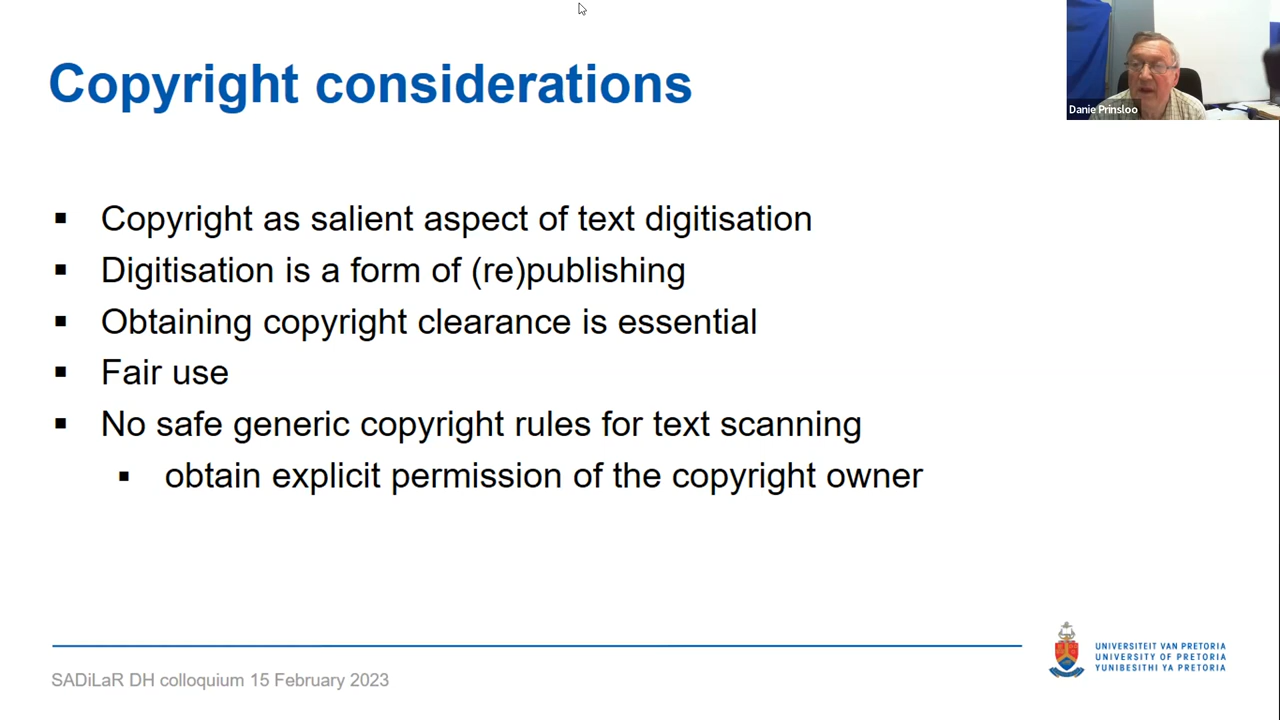 Copyright considerations
Danie Prinsloo
▪ Copyright as salient aspect of text digitisation
▪ Digitisation is a form of (re)publishing
▪ Obtaining copyright clearance is essential
▪ Fair use
▪ No safe generic copyright rules for text scanning
▪ obtain explicit permission of the copyright owner
SADiLaR DH colloquium 15 February 2023
UNIVERSITEIT VAN PRETORIA
UNIVERSITY OF PRETORIA
YUNIBESITHI YA PRETORIA